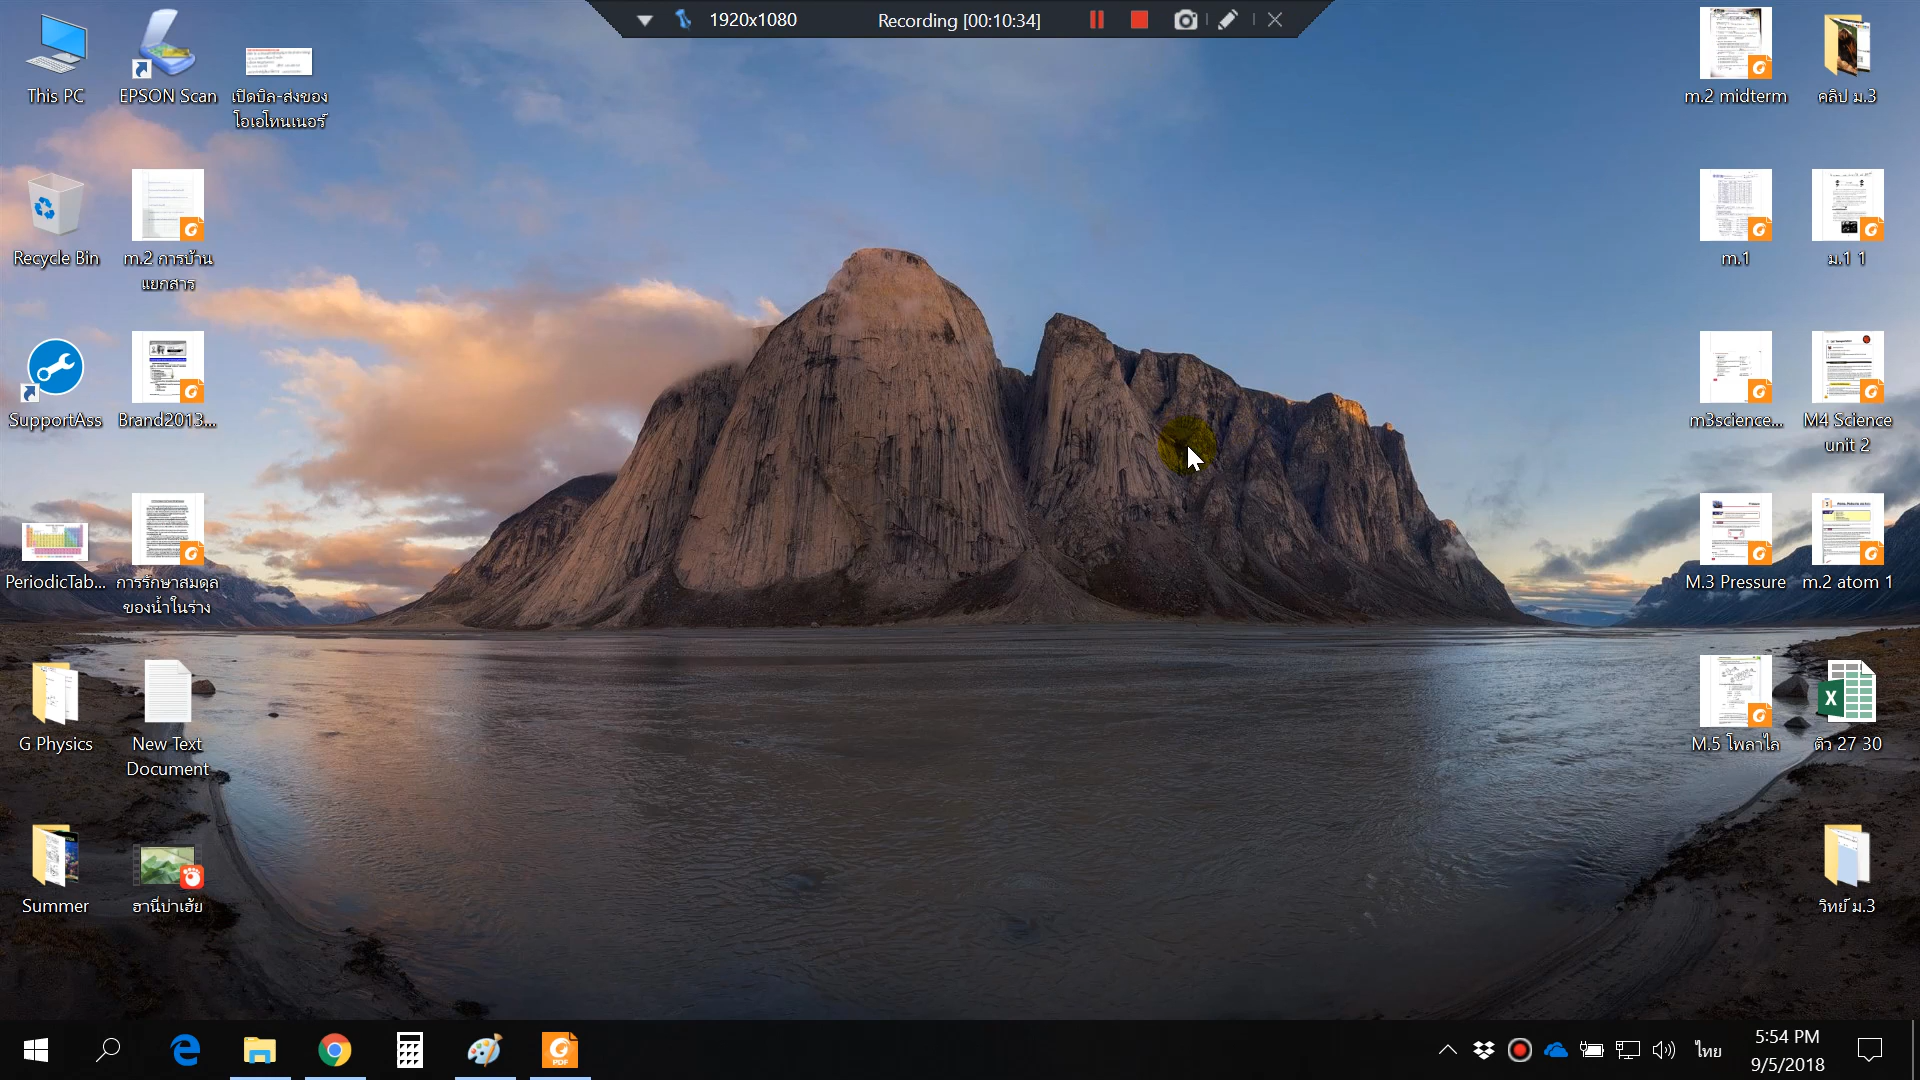 1920x1080
Recording [00:10:34]
This PC
EPSON Scan
เปิดบิล-ส่งของ
โอเอโทนเนอร์
m.2 midterm
คลิป ม.3
Recycle Bin
m.2 การบ้าน
แยกสาร
m.1
ม.1 1
SupportAss
Brand2013...
m3science...
M4 Science
unit 2
PeriodicTab...
การรักษาสมดุล
ของน้ำในร่าง
M.3 Pressure
m.2 atom 1
G Physics
New Text
Document
M.5 โพลาไล
ติว 27 30
Summer
ฮานี่บ่าเฮ้ย
วิทย์ ม.3
PDF
ไทย
5:54 PM
9/5/2018